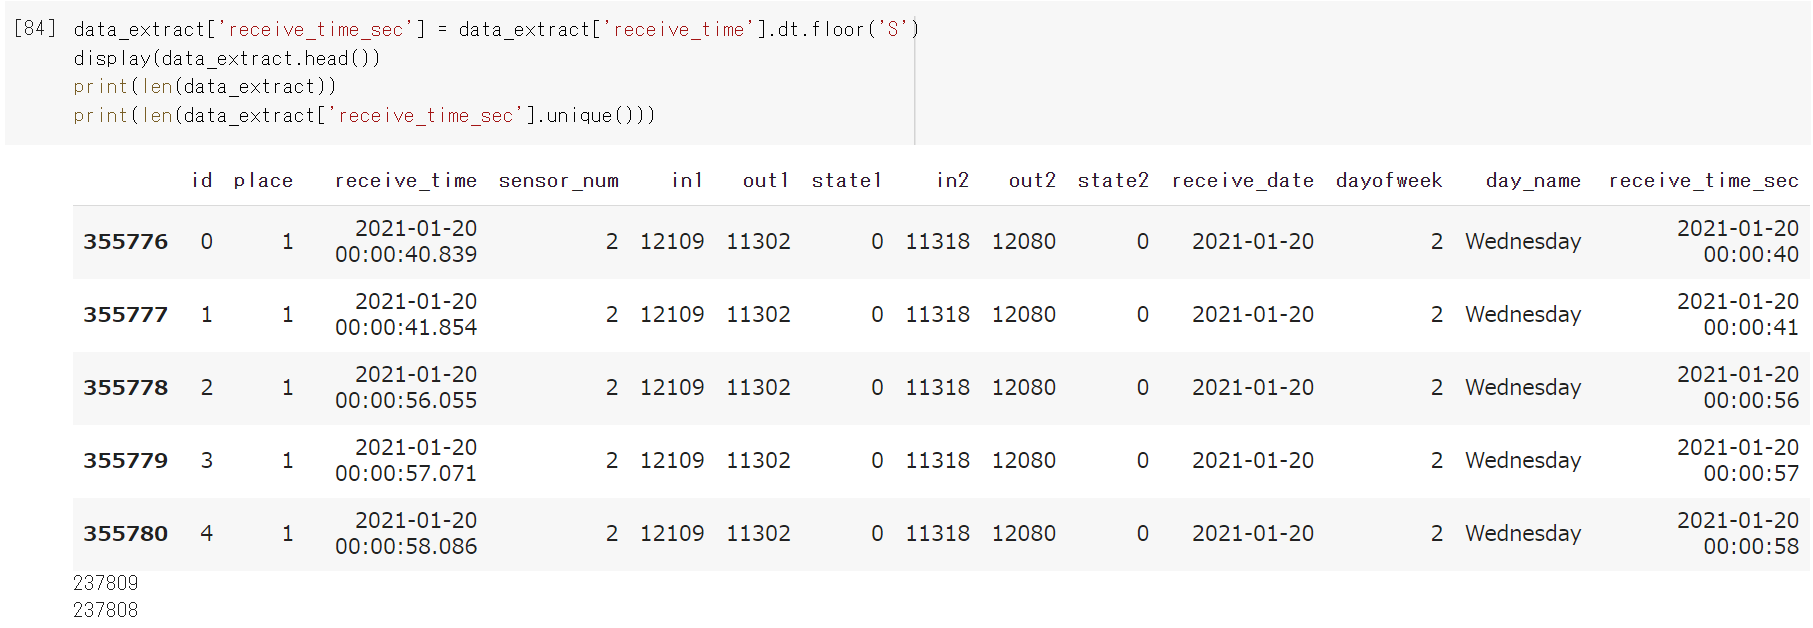 [84] data_extract['receive_time_sec'] = data_extract['receive_time'].dt.floor('S')
display(data_extract.head())
print(len(data_extract))
print(len(data_extract['receive_time_sec'].unique()))
id place receive_time sensor_num in1 out1 state1 in2 out2 state2 receive_date dayofweek day_name receive_time_sec
355776 0 1 2021-01-20 00:00:40.839 2 12109 11302 0 11318 12080 0 2021-01-20 2 Wednesday 2021-01-20 00:00:40
355777 1 1 2021-01-20 00:00:41.854 2 12109 11302 0 11318 12080 0 2021-01-20 2 Wednesday 2021-01-20 00:00:41
355778 2 1 2021-01-20 00:00:56.055 2 12109 11302 0 11318 12080 0 2021-01-20 2 Wednesday 2021-01-20 00:00:56
355779 3 1 2021-01-20 00:00:57.071 2 12109 11302 0 11318 12080 0 2021-01-20 2 Wednesday 2021-01-20 00:00:57
355780 4 1 2021-01-20 00:00:58.086 2 12109 11302 0 11318 12080 0 2021-01-20 2 Wednesday 2021-01-20 00:00:58
237809
237808